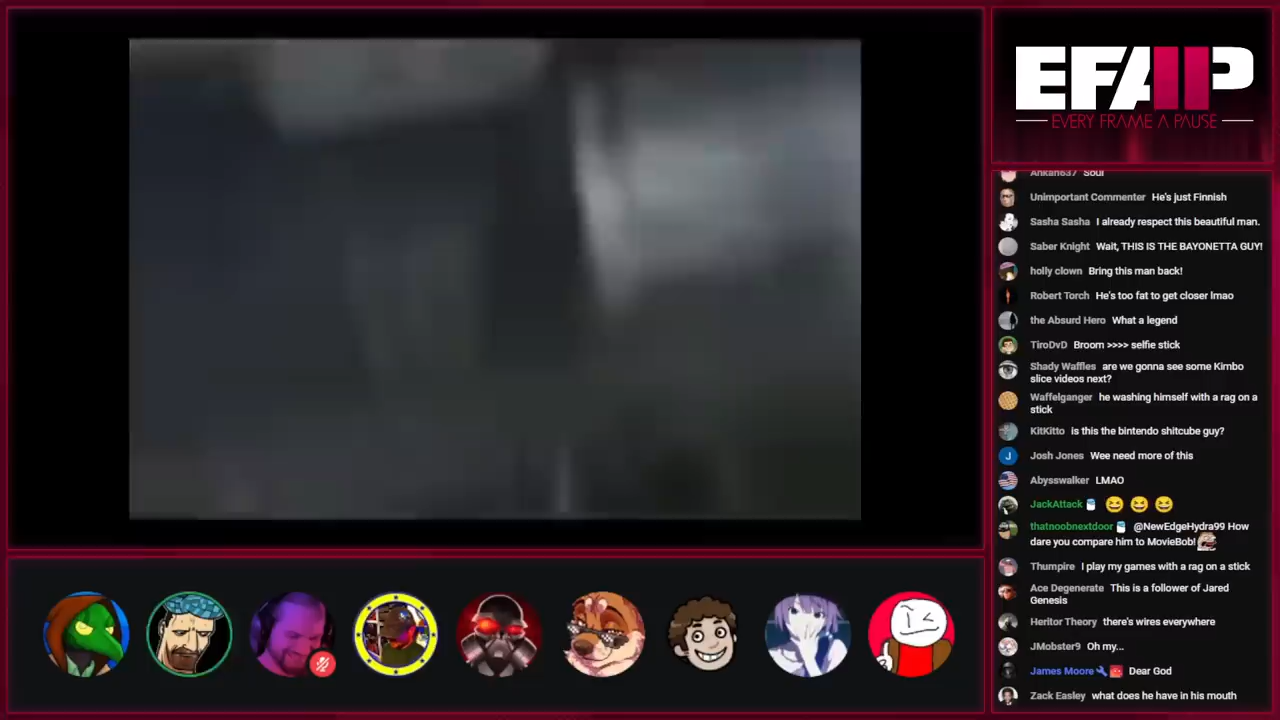 EFAP
EVERY FRAME A PAUSE
Ankan637 Soul
Unimportant Commenter He's just Finnish
Sasha Sasha I already respect this beautiful man.
Saber Knight Wait, THIS IS THE BAYONETTA GUY!
holly clown Bring this man back!
Robert Torch He's too fat to get closer lmao
the Absurd Hero What a legend
TiroDvD Broom >>>> selfie stick
Shady Waffles are we gonna see some Kimbo
slice videos next?
Waffelganger he washing himself with a rag on a
stick
KitKitto is this the bintendo shitcube guy?
J Josh Jones Wee need more of this
Abysswalker LMAO
JackAttack
thatnoobnextdoor @NewEdgeHydra99 How
dare you compare him to MovieBob!
Thumpire I play my games with a rag on a stick
Ace Degenerate This is a follower of Jared
Genesis
Heritor Theory there's wires everywhere
JMobster9 Oh my...
James Moore Dear God
Zack Easley what does he have in his mouth